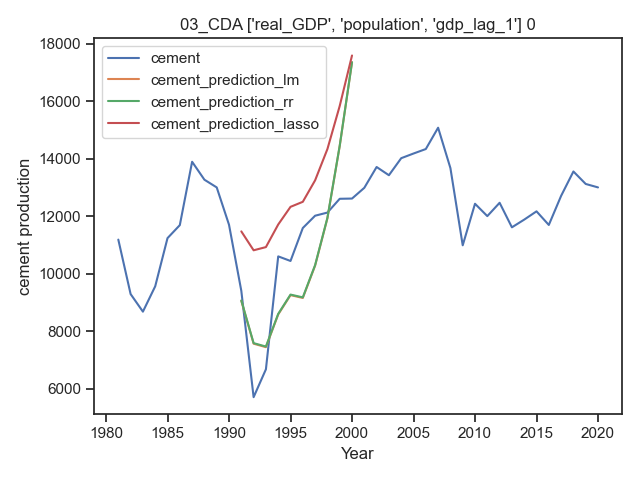 03_CDA ['real_GDP', 'population', 'gdp_lag_1'] 0
18000
16000
14000
12000
10000
8000
6000
cement production
cement
cement_prediction_lm
cement_prediction_rr
cement_prediction_lasso
1980 1985 1990 1995 2000 2005 2010 2015 2020
Year